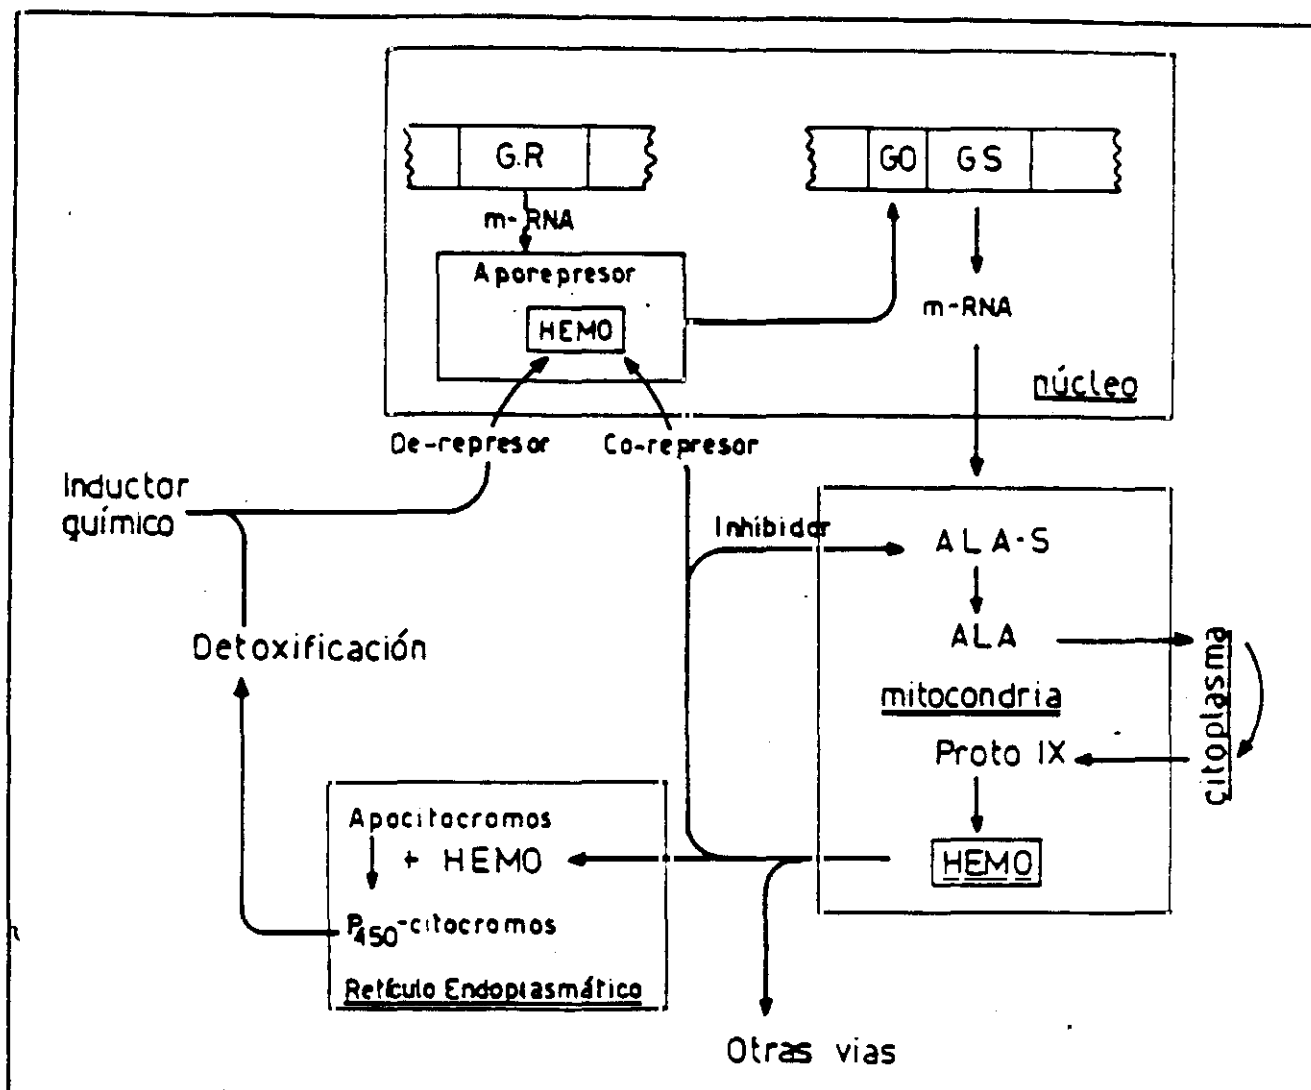 G.R
GO GS
m-RNA
Aporepresor
HEMO
m-RNA
núcleo
De-represor
Co-represor
Inductor
químico
Inhibidor
ALA-S
ALA
mitocondria
citoplasma
Proto IX
HEMO
Detoxificación
Apocitocromos
+ HEMO
P450-citocromos
Retículo Endoplasmático
Otras vias